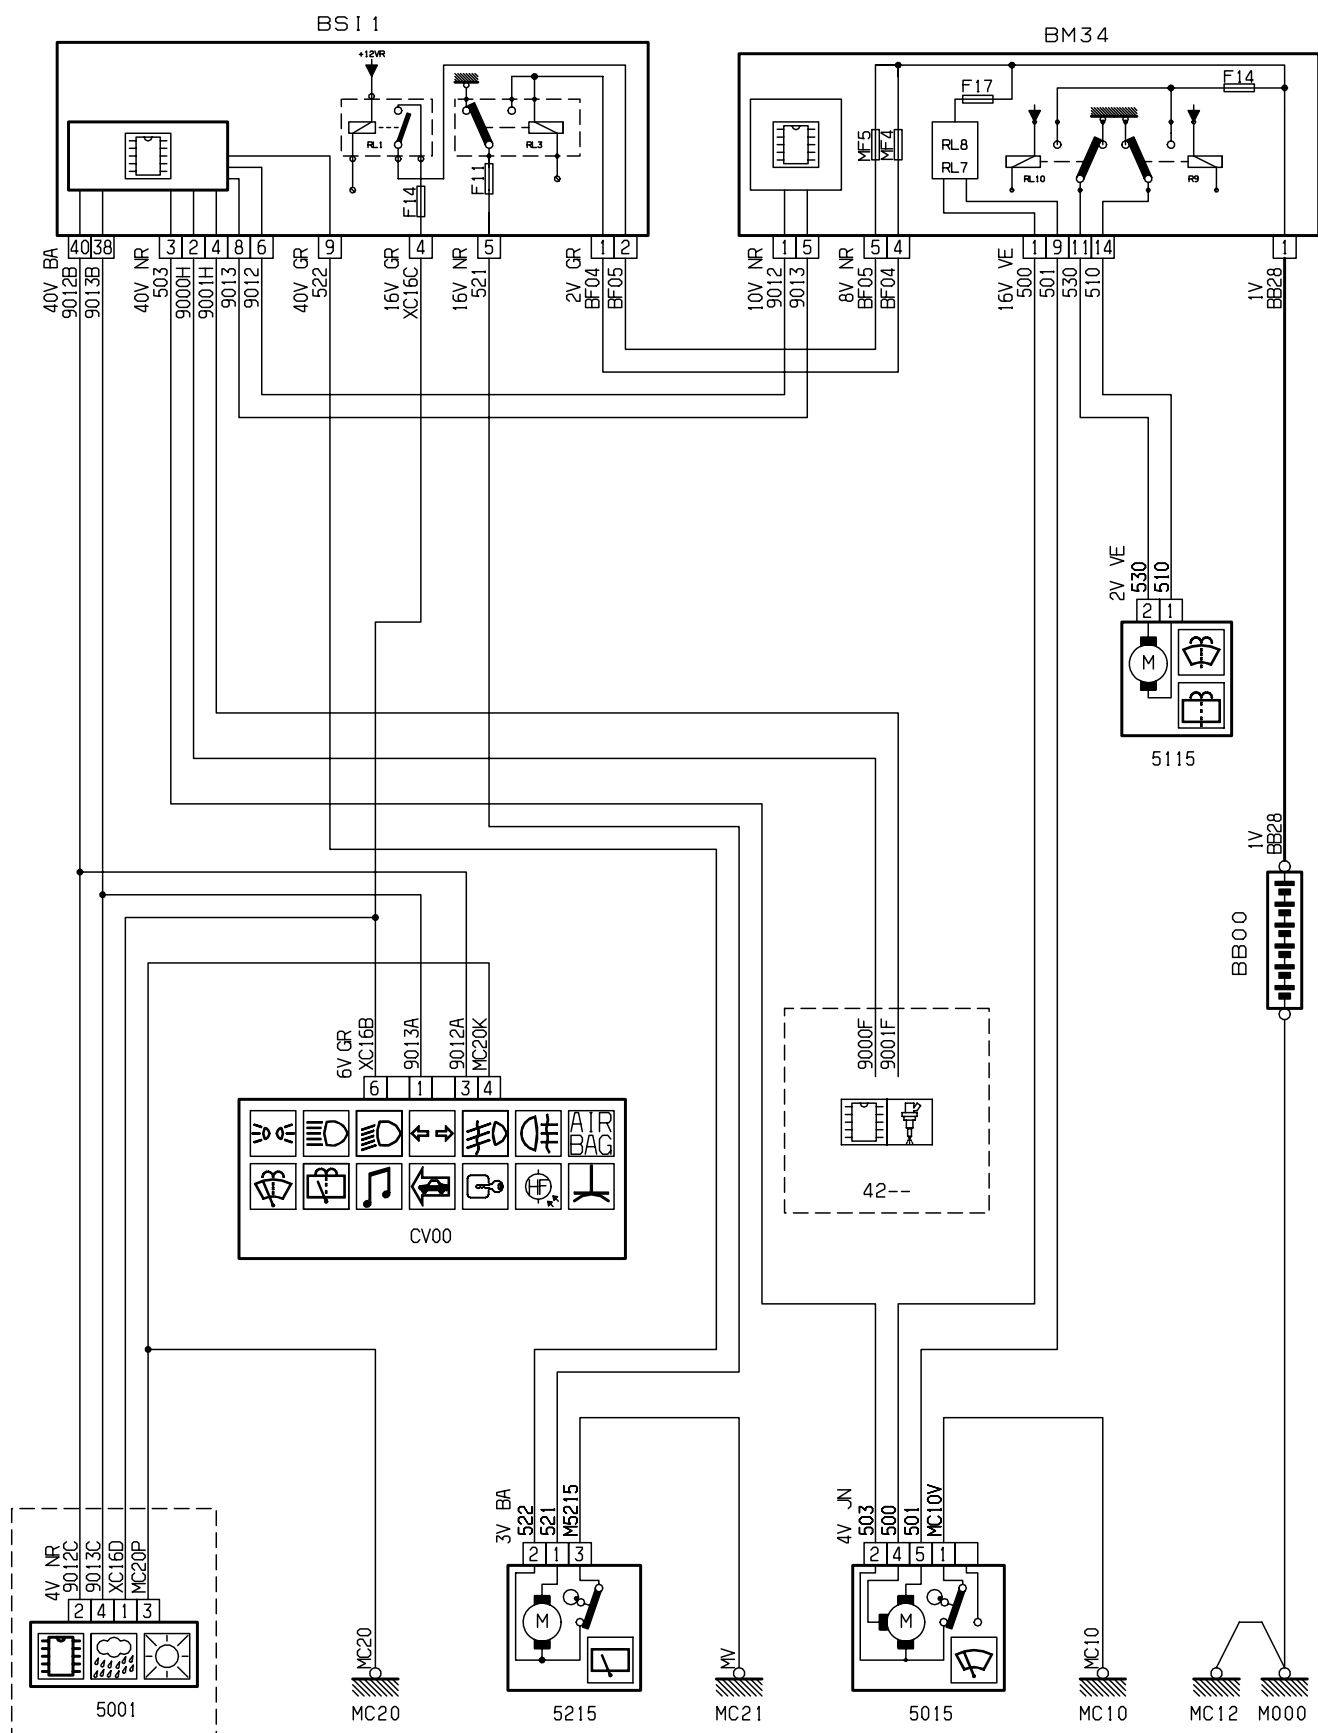 BSI1
BM34
+12VR
F14
F17
RL1
RL3
F11
F14
MF5
MF4
RL8
RL7
RL10
R9
40 38 3 2 4 8 6 9 4 5 1 2
1 5 5 4 1 9 11 14 1
40V BA
9012B
9013B
40V NR
503
9000H
9001H
9013
9012
40V GR
522
16V GR
XC16C
16V NR
521
2V GR
BF04
BF05
10V NR
9012
9013
8V NR
BF05
BF04
16V VE
500
501
530
510
1V
BB28
2V VE
530
510
2 1
M
5115
1V
BB28
BB00
6V GR
XC16B
9013A
9012A
MC20K
6 1 3 4
AIR
BAG
HF
CV00
9000F
9001F
42--
4V NR
9012C
9013C
XC16D
MC20P
2 4 1 3
5001
MC20
MC20
3V BA
522
521
M5215
2 1 3
M
5215
MV
MC21
4V JN
503
500
501
MC10V
2 4 5 1
M
5015
MC10
MC10
MC12
M000